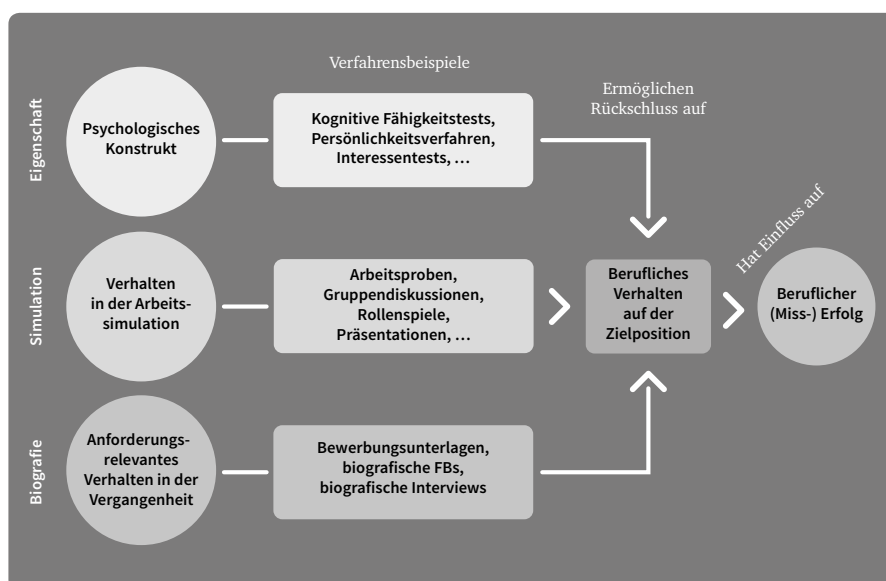 Verfahrensbeispiele
Ermöglichen
Rückschluss auf
Eigenschaft
Psychologisches
Konstrukt
Kognitive Fähigkeitstests,
Persönlichkeitsverfahren,
Interessentests, …
Hat Einfluss auf
Simulation
Verhalten
in der Arbeits-
simulation
Arbeitsproben,
Gruppendiskussionen,
Rollenspiele,
Präsentationen, …
Berufliches
Verhalten
auf der
Zielposition
Beruflicher
(Miss-) Erfolg
Biografie
Anforderungs-
relevantes
Verhalten in der
Vergangenheit
Bewerbungsunterlagen,
biografische FBs,
biografische Interviews